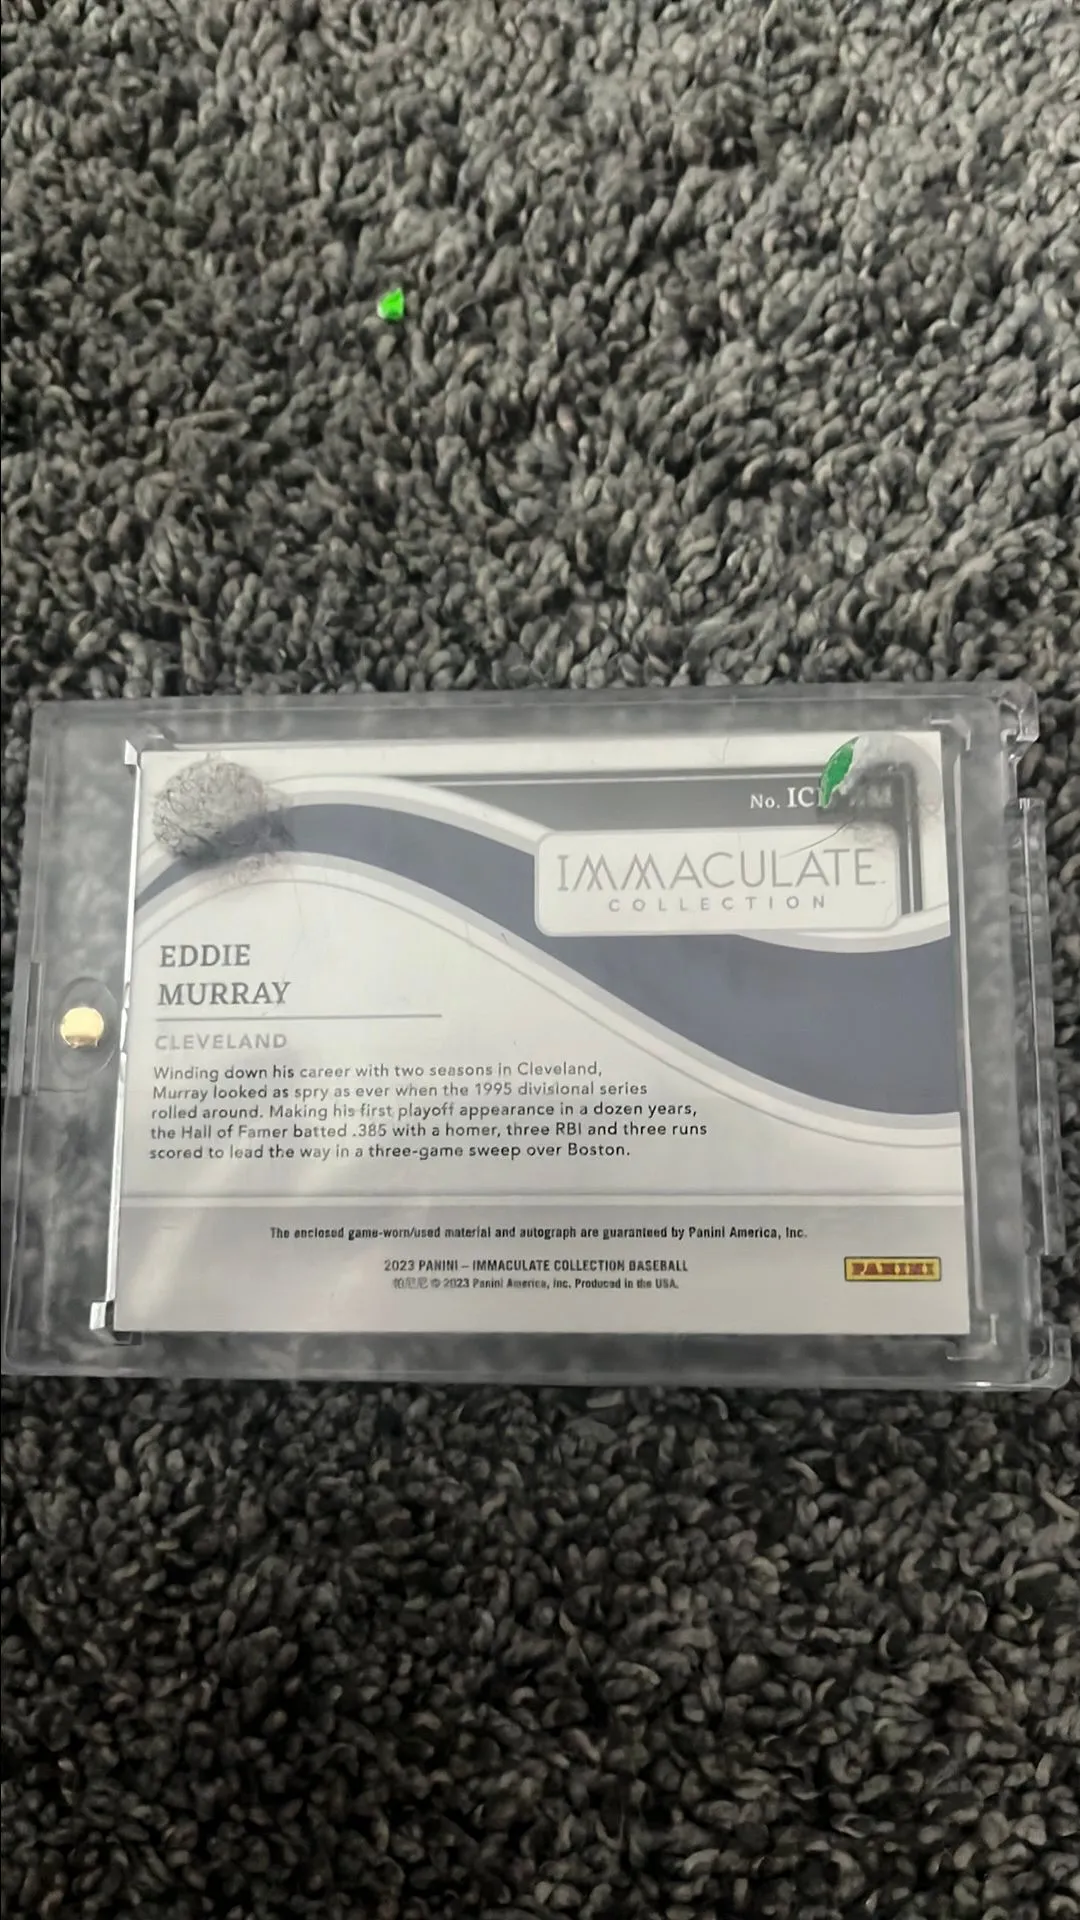 No. IC
IMMACULATE
COLLECTION
EDDIE
MURRAY
CLEVELAND
Winding down his career with two seasons in Cleveland,
Murray looked as spry as ever when the 1995 divisional series
rolled around. Making his first playoff appearance in a dozen years,
the Hall of Famer batted .385 with a homer, three RBI and three runs
scored to lead the way in a three-game sweep over Boston.
The enclosed game-worn/used material and autograph are guaranteed by Panini America, Inc.
2023 PANINI – IMMACULATE COLLECTION BASEBALL
帕尼尼 © 2023 Panini America, Inc. Produced in the USA.
PANINI